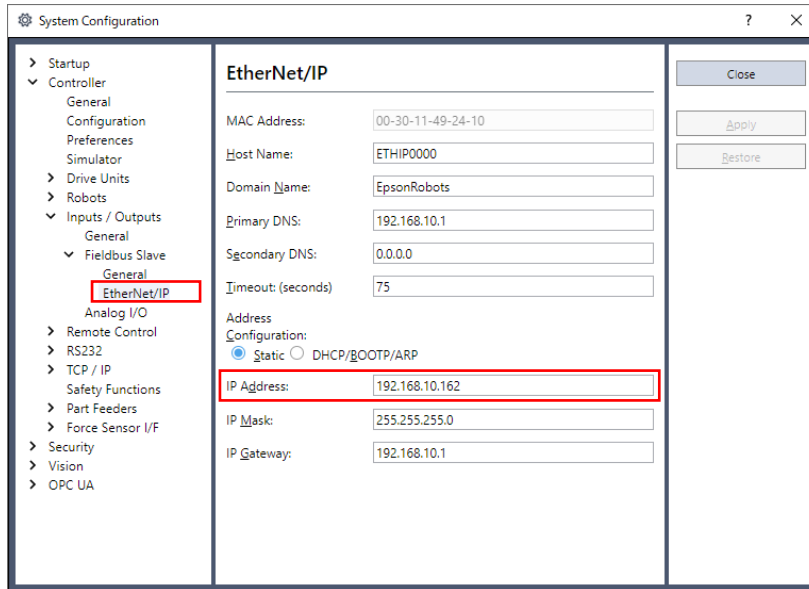 System Configuration
?
Startup
Controller
General
Configuration
Preferences
Simulator
Drive Units
Robots
Inputs / Outputs
General
Fieldbus Slave
General
EtherNet/IP
Analog I/O
Remote Control
RS232
TCP / IP
Safety Functions
Part Feeders
Force Sensor I/F
Security
Vision
OPC UA
EtherNet/IP
MAC Address: 00-30-11-49-24-10
Host Name: ETHIP0000
Domain Name: EpsonRobots
Primary DNS: 192.168.10.1
Secondary DNS: 0.0.0.0
Timeout: (seconds) 75
Address
Configuration:
Static DHCP/BOOTP/ARP
IP Address: 192.168.10.162
IP Mask: 255.255.255.0
IP Gateway: 192.168.10.1
Close
Apply
Restore